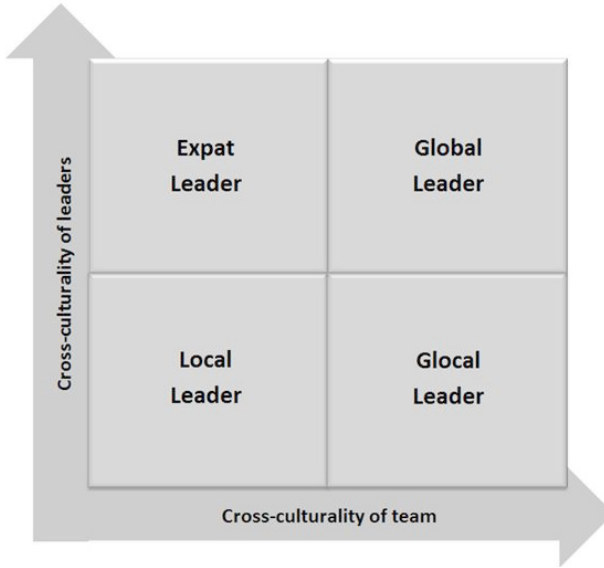 Cross-culturality of leaders
Expat
Leader
Global
Leader
Local
Leader
Glocal
Leader
Cross-culturality of team